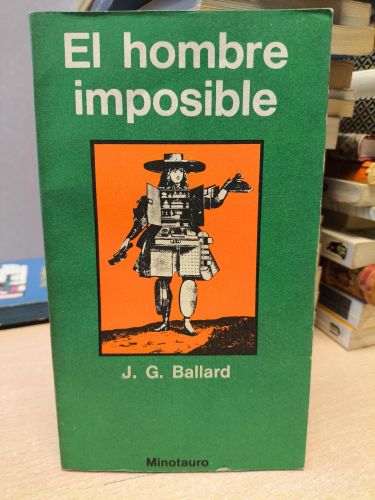 El hombre
imposible
J. G. Ballard
Minotauro